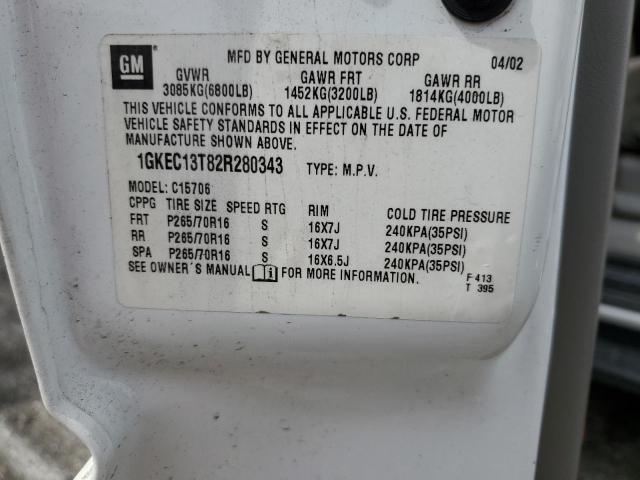 GM
MFD BY GENERAL MOTORS CORP 04/02
GVWR GAWR FRT GAWR RR
3085KG(6800LB) 1452KG(3200LB) 1814KG(4000LB)
THIS VEHICLE CONFORMS TO ALL APPLICABLE U.S. FEDERAL MOTOR
VEHICLE SAFETY STANDARDS IN EFFECT ON THE DATE OF
MANUFACTURE SHOWN ABOVE.
1GKEC13T82R280343 TYPE: M.P.V.
MODEL: C15706
CPPG TIRE SIZE SPEED RTG RIM COLD TIRE PRESSURE
FRT P265/70R16 S 16X7J 240KPA(35PSI)
RR P265/70R16 S 16X7J 240KPA(35PSI)
SPA P265/70R16 S 16X6.5J 240KPA(35PSI)
SEE OWNER'S MANUAL FOR MORE INFORMATION.
F 413
T 395